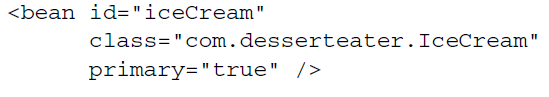 <bean id="iceCream"
      class="com.desserteater.IceCream"
      primary="true" />